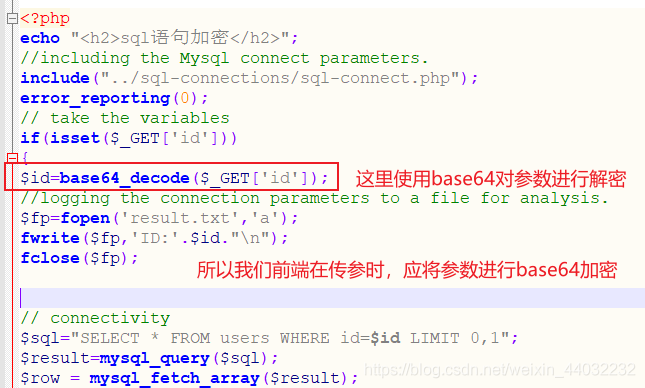 <?php
echo "<h2>sql语句加密</h2>";
//including the Mysql connect parameters.
include("../sql-connections/sql-connect.php");
error_reporting(0);
// take the variables
if(isset($_GET['id']))
{
$id=base64_decode($_GET['id']); 这里使用base64对参数进行解密
//logging the connection parameters to a file for analysis.
$fp=fopen('result.txt','a');
fwrite($fp,'ID:'.$id."\n");
fclose($fp);
所以我们前端在传参时，应将参数进行base64加密
// connectivity
$sql="SELECT * FROM users WHERE id=$id LIMIT 0,1";
$result=mysql_query($sql);
$row = mysql_fetch_array($result);
https://blog.csdn.net/weixin_44032232